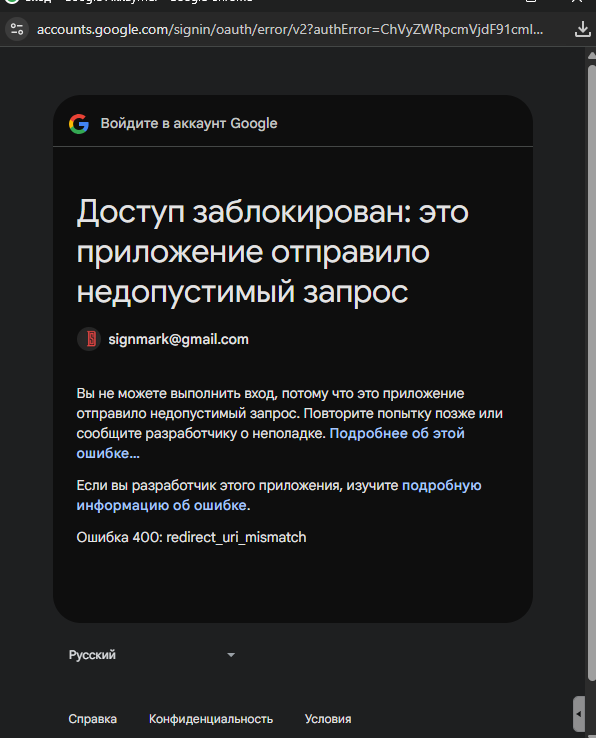 accounts.google.com/signin/oauth/error/v2?authError=ChVyZWRpcmVjdF91cml...
Войдите в аккаунт Google
Доступ заблокирован: это
приложение отправило
недопустимый запрос
signmark@gmail.com
Вы не можете выполнить вход, потому что это приложение
отправило недопустимый запрос. Повторите попытку позже или
сообщите разработчику о неполадке. Подробнее об этой
ошибке…
Если вы разработчик этого приложения, изучите подробную
информацию об ошибке.
Ошибка 400: redirect_uri_mismatch
Русский
Справка Конфиденциальность Условия